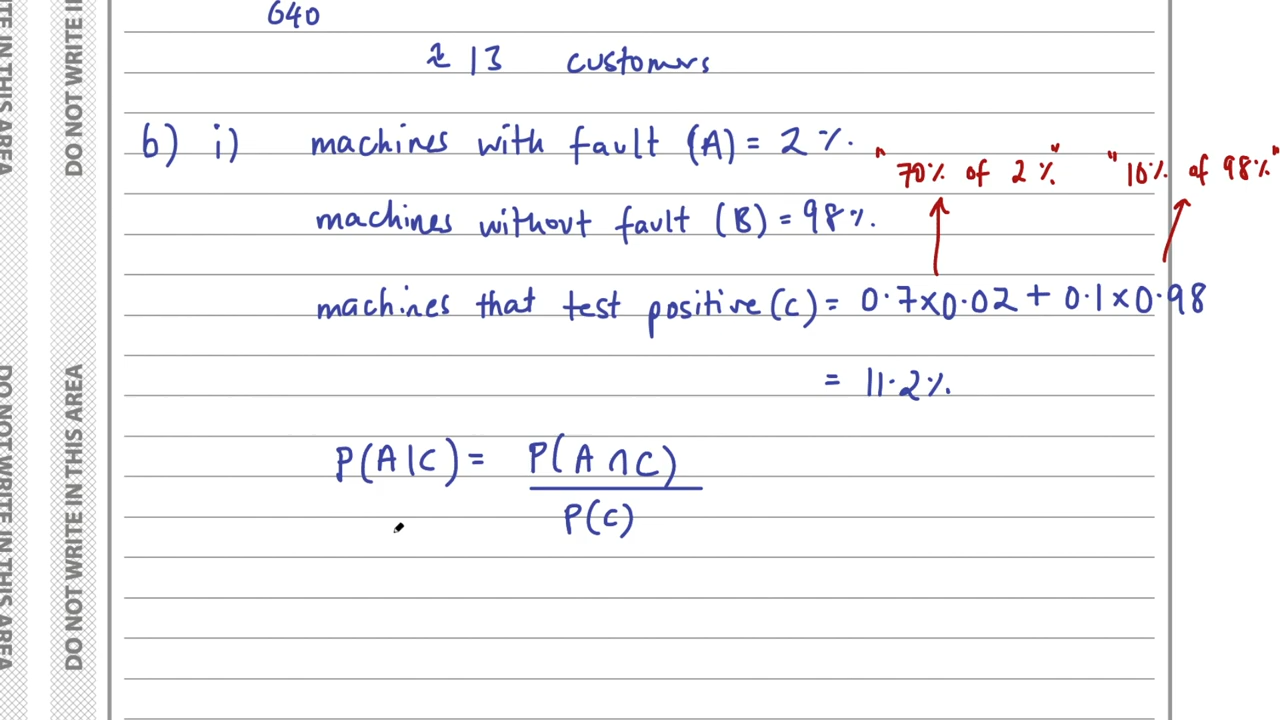 640
≈ 13 customers
b) i) machines with fault (A) = 2%.
"70% of 2%" "10% of 98%"
machines without fault (B) = 98%.
machines that test positive (C) = 0.7×0.02 + 0.1×0.98
= 11.2%.
P(A|C) = P(A∩C)
P(C)
DO NOT WRITE IN THIS AREA
DO NOT WRITE IN THIS AREA